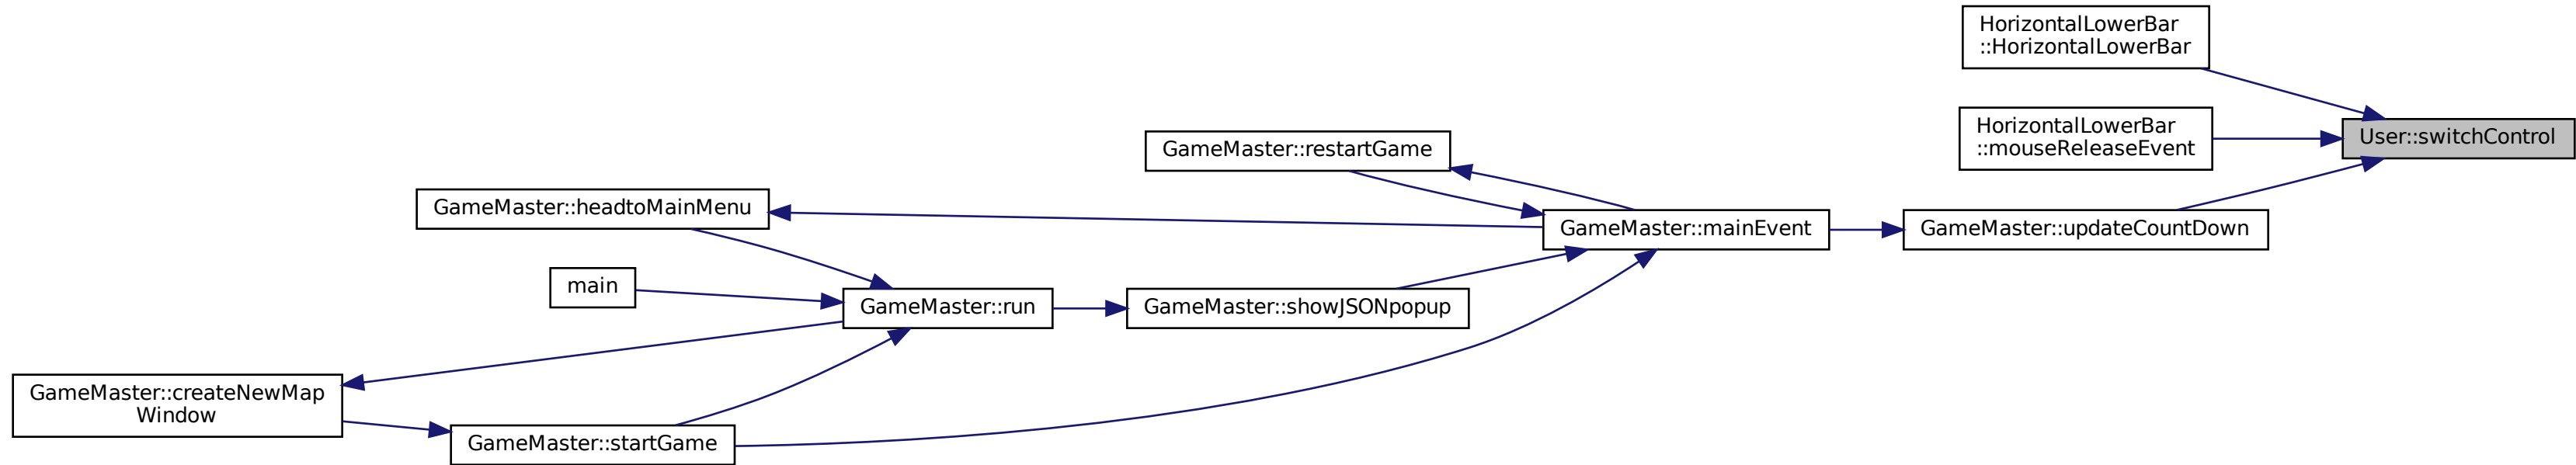 HorizontalLowerBar
::HorizontalLowerBar
HorizontalLowerBar
::mouseReleaseEvent
User::switchControl
GameMaster::restartGame
GameMaster::headtoMainMenu
GameMaster::mainEvent
GameMaster::updateCountDown
main
GameMaster::run
GameMaster::showJSONpopup
GameMaster::createNewMap
Window
GameMaster::startGame